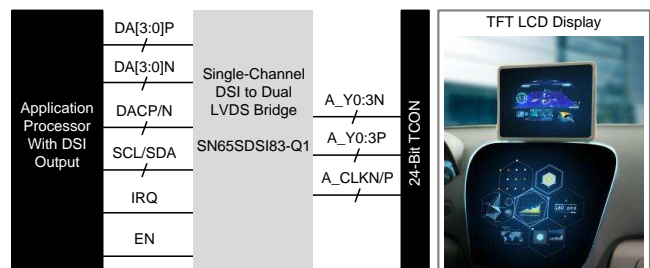 Application
Processor
With DSI
Output
DA[3:0]P
DA[3:0]N
DACP/N
SCL/SDA
IRQ
EN
Single-Channel
DSI to Dual
LVDS Bridge
SN65DSI83-Q1
A_Y0:3N
A_Y0:3P
A_CLKN/P
24-Bit TCON
TFT LCD Display